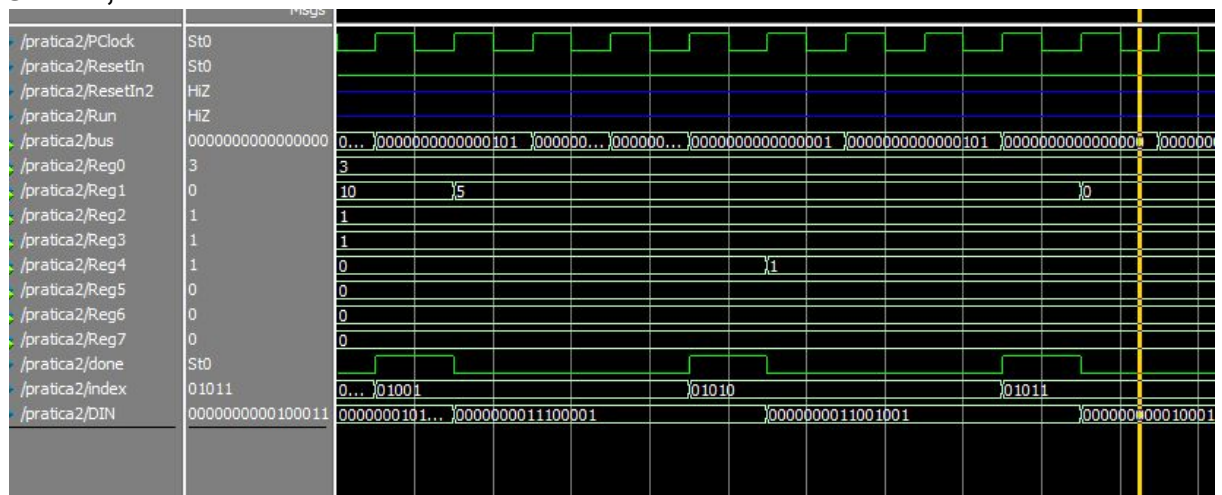 Msgs
/pratica2/PClock St0
/pratica2/ResetIn St0
/pratica2/ResetIn2 HiZ
/pratica2/Run HiZ
/pratica2/bus 0000000000000000 0... 0000000000000101 000000... 000000... 0000000000000001 0000000000000101 0000000000000000 0000000
/pratica2/Reg0 3 3
/pratica2/Reg1 0 10 5 0
/pratica2/Reg2 1 1
/pratica2/Reg3 1 1
/pratica2/Reg4 1 0 1
/pratica2/Reg5 0 0
/pratica2/Reg6 0 0
/pratica2/Reg7 0 0
/pratica2/done St0
/pratica2/index 01011 0... 01001 01010 01011
/pratica2/DIN 0000000000100011 0000000101... 0000000011100001 0000000011001001